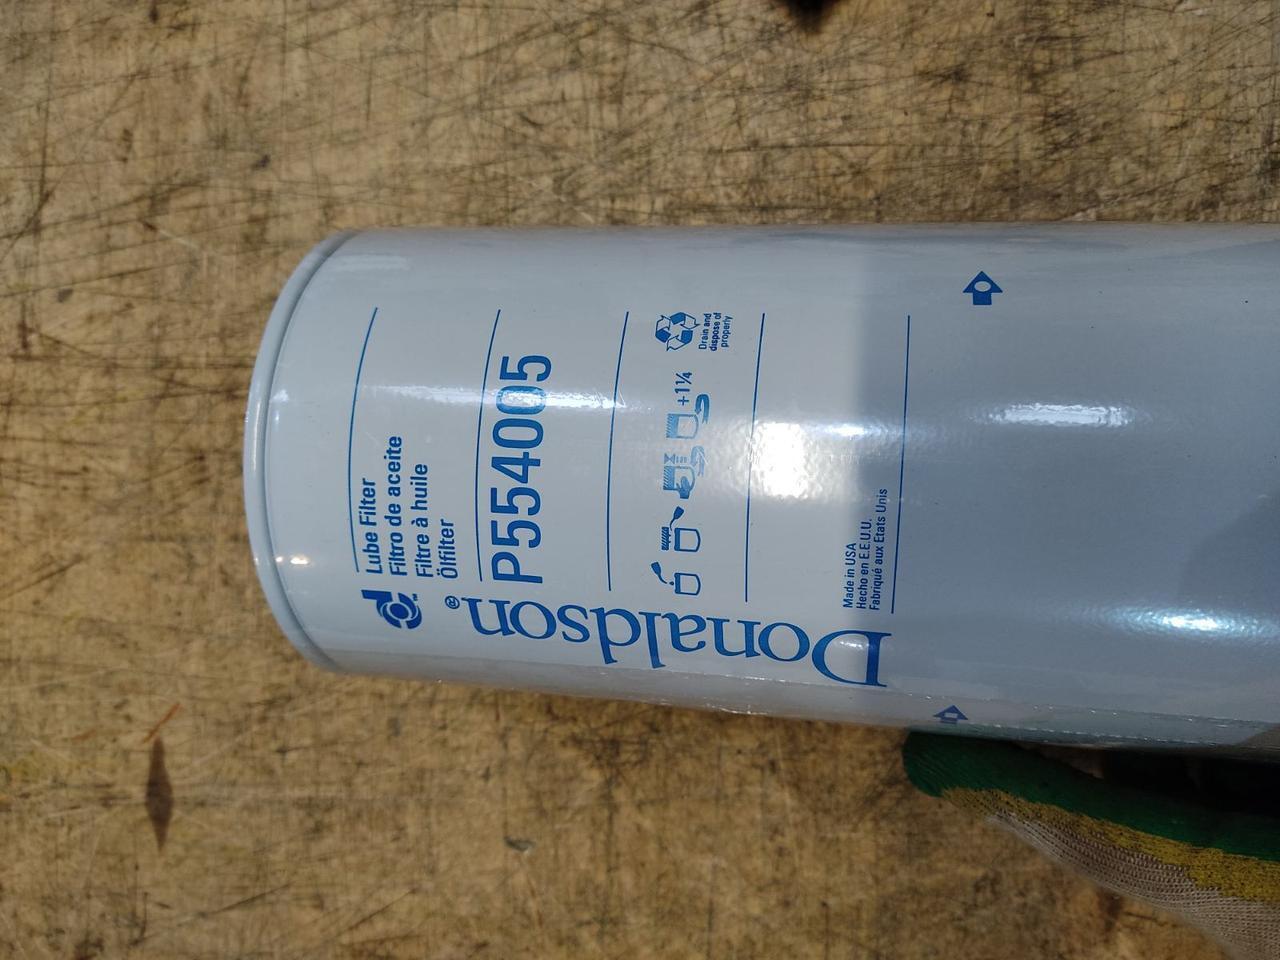 Lube Filter
Filtro de aceite
Filtre à huile
Ölfilter
P554005
+1¼
Drain and
dispose of
properly
Made in USA
Hecho en E.E.U.U.
Fabriqué aux Etats Unis
Donaldson®